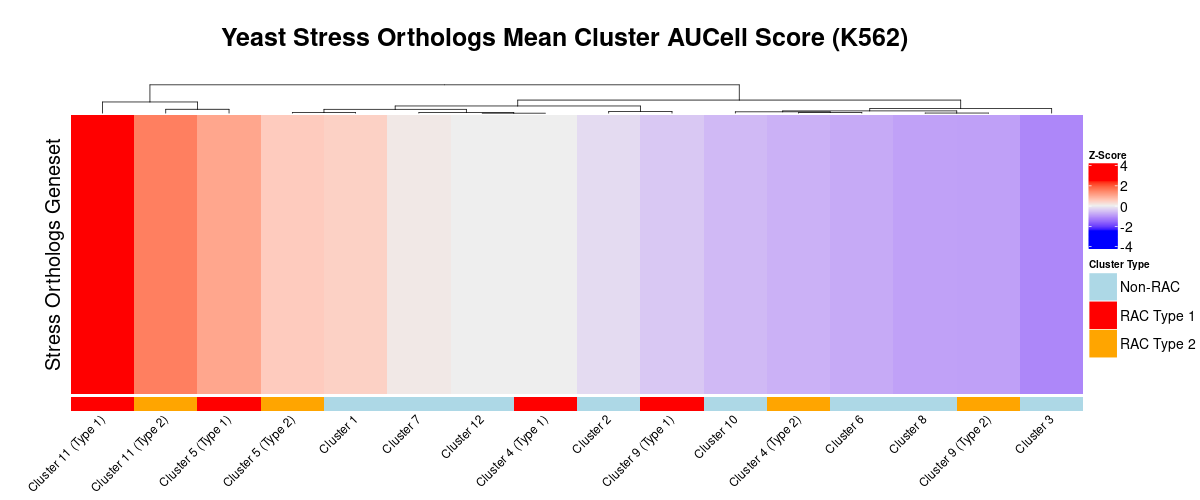 Yeast Stress Orthologs Mean Cluster AUCell Score (K562)
Stress Orthologs Geneset
Z-Score
4
2
0
-2
-4
Cluster Type
Non-RAC
RAC Type 1
RAC Type 2
Cluster 11 (Type 1)
Cluster 11 (Type 2)
Cluster 5 (Type 1)
Cluster 5 (Type 2)
Cluster 1
Cluster 7
Cluster 12
Cluster 4 (Type 1)
Cluster 2
Cluster 9 (Type 1)
Cluster 10
Cluster 4 (Type 2)
Cluster 6
Cluster 8
Cluster 9 (Type 2)
Cluster 3